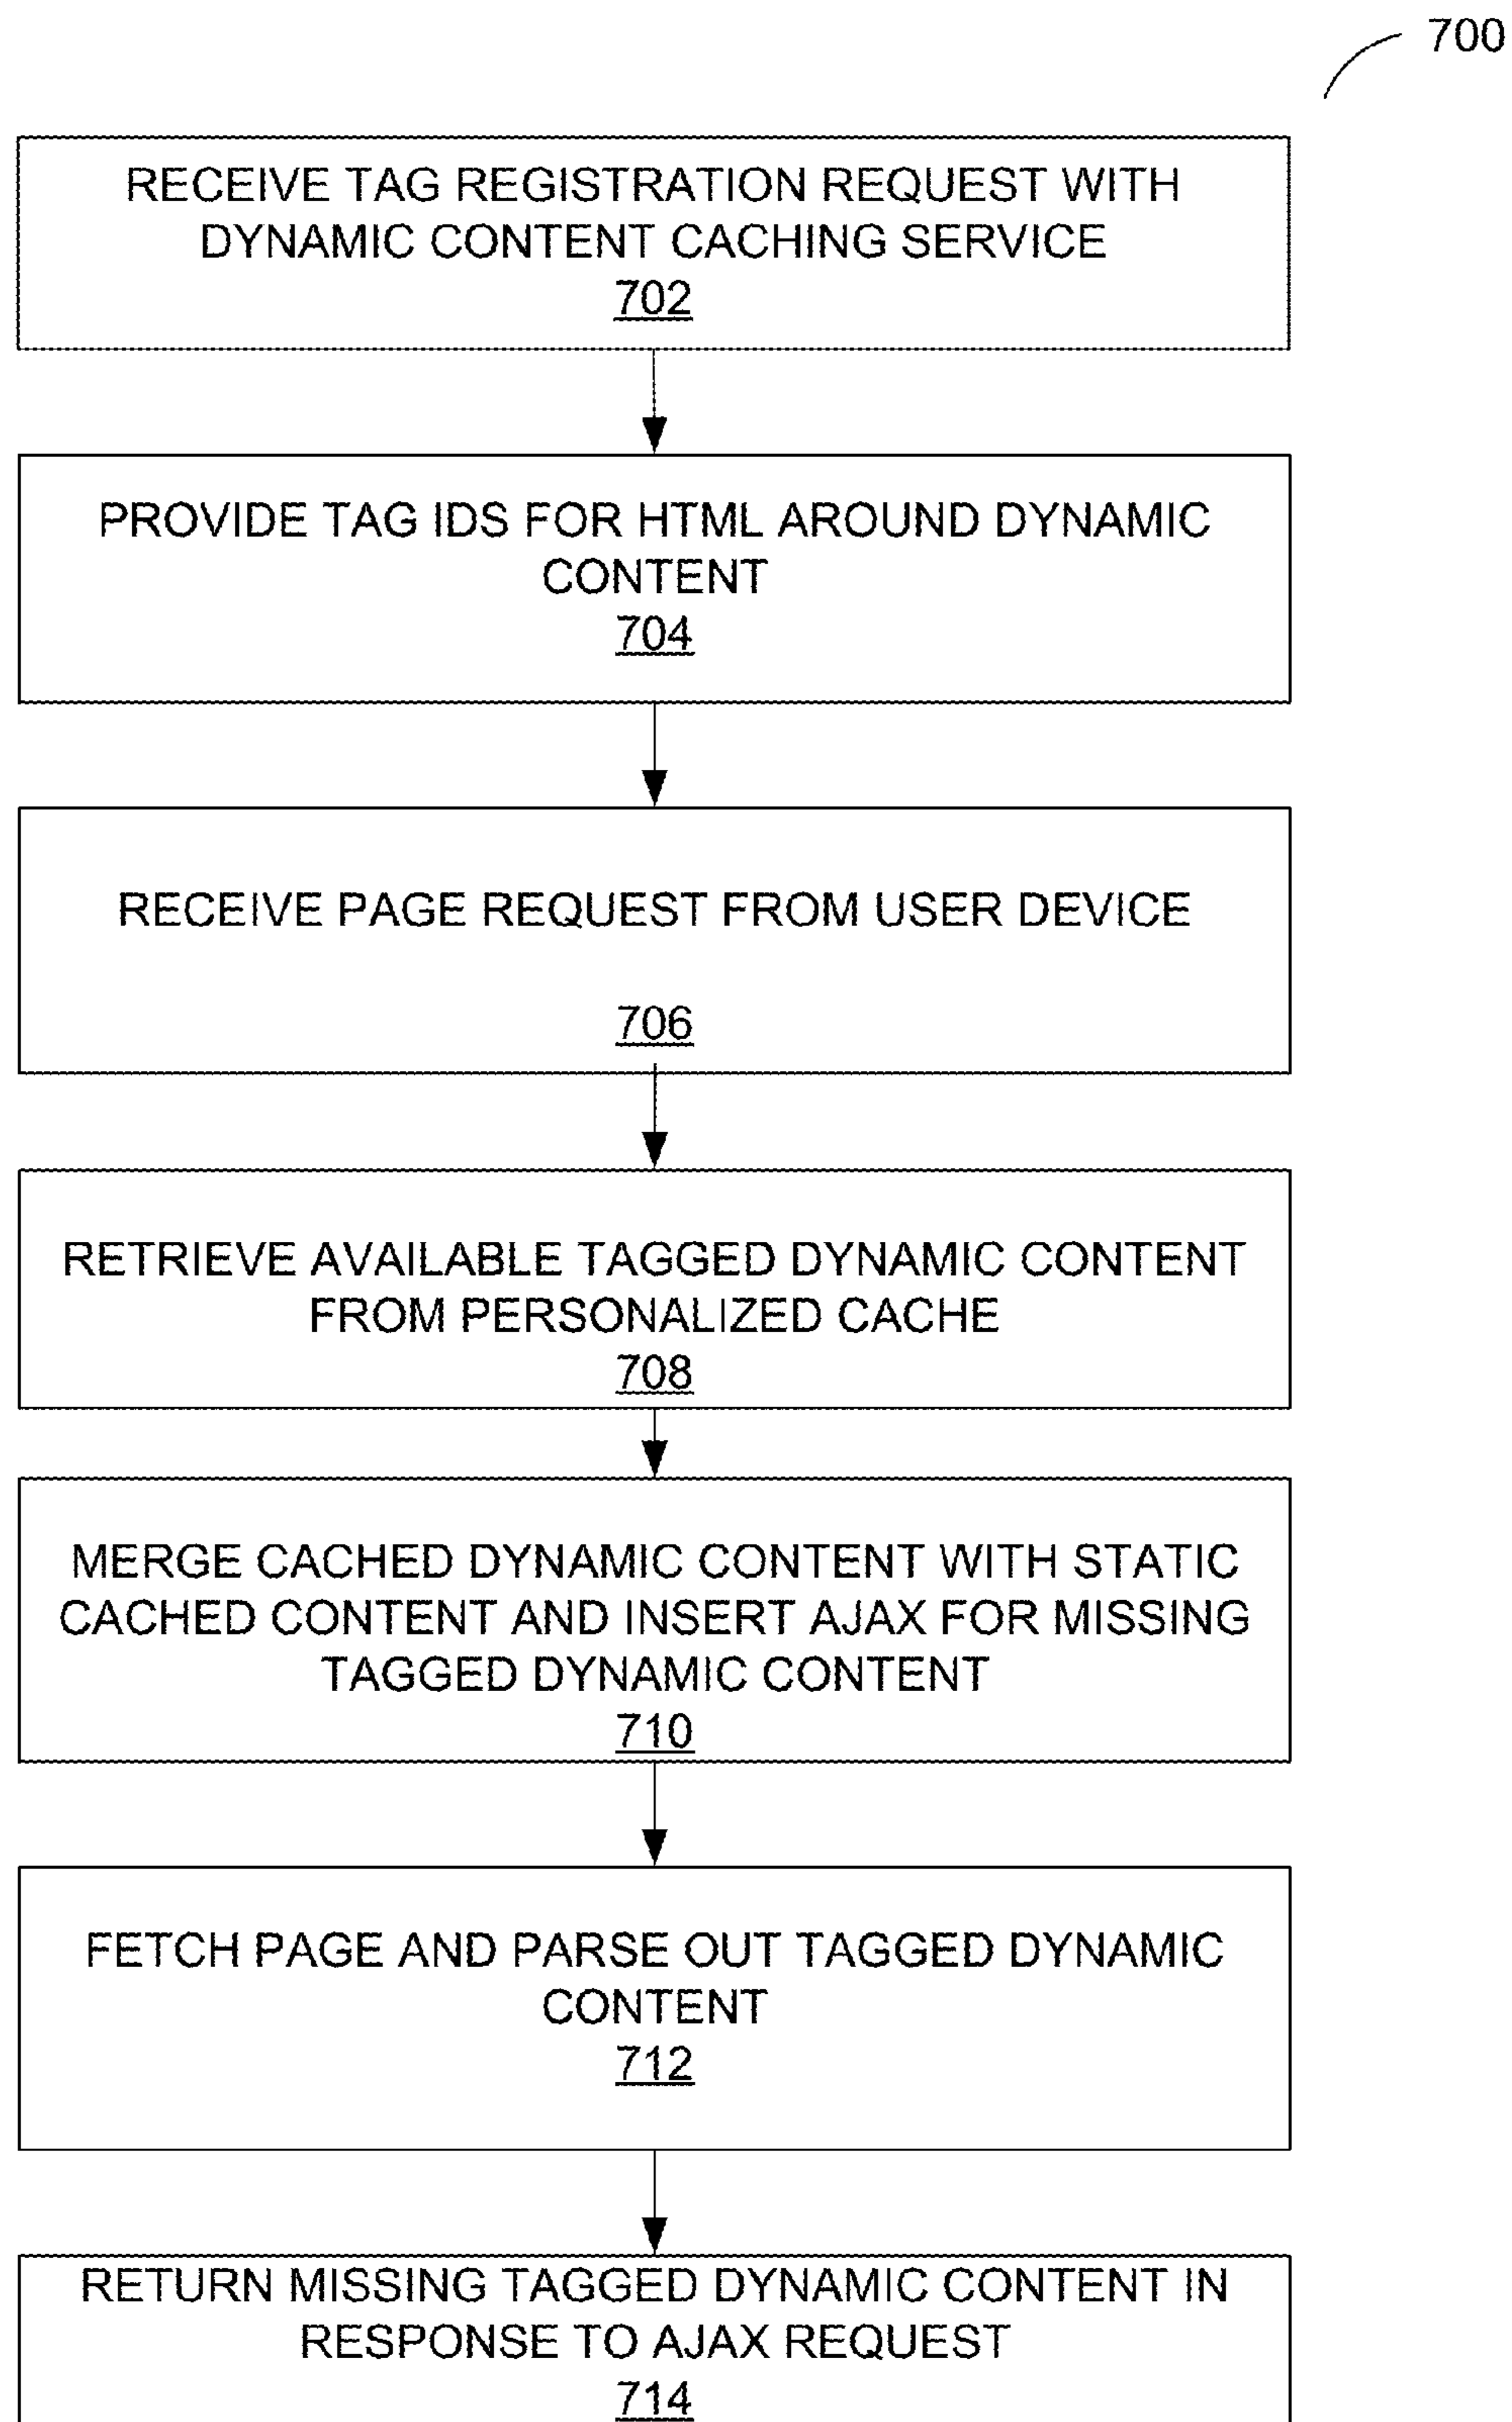 700
RECEIVE TAG REGISTRATION REQUEST WITH
DYNAMIC CONTENT CACHING SERVICE
702
PROVIDE TAG IDS FOR HTML AROUND DYNAMIC
CONTENT
704
RECEIVE PAGE REQUEST FROM USER DEVICE
706
RETRIEVE AVAILABLE TAGGED DYNAMIC CONTENT
FROM PERSONALIZED CACHE
708
MERGE CACHED DYNAMIC CONTENT WITH STATIC
CACHED CONTENT AND INSERT AJAX FOR MISSING
TAGGED DYNAMIC CONTENT
710
FETCH PAGE AND PARSE OUT TAGGED DYNAMIC
CONTENT
712
RETURN MISSING TAGGED DYNAMIC CONTENT IN
RESPONSE TO AJAX REQUEST
714